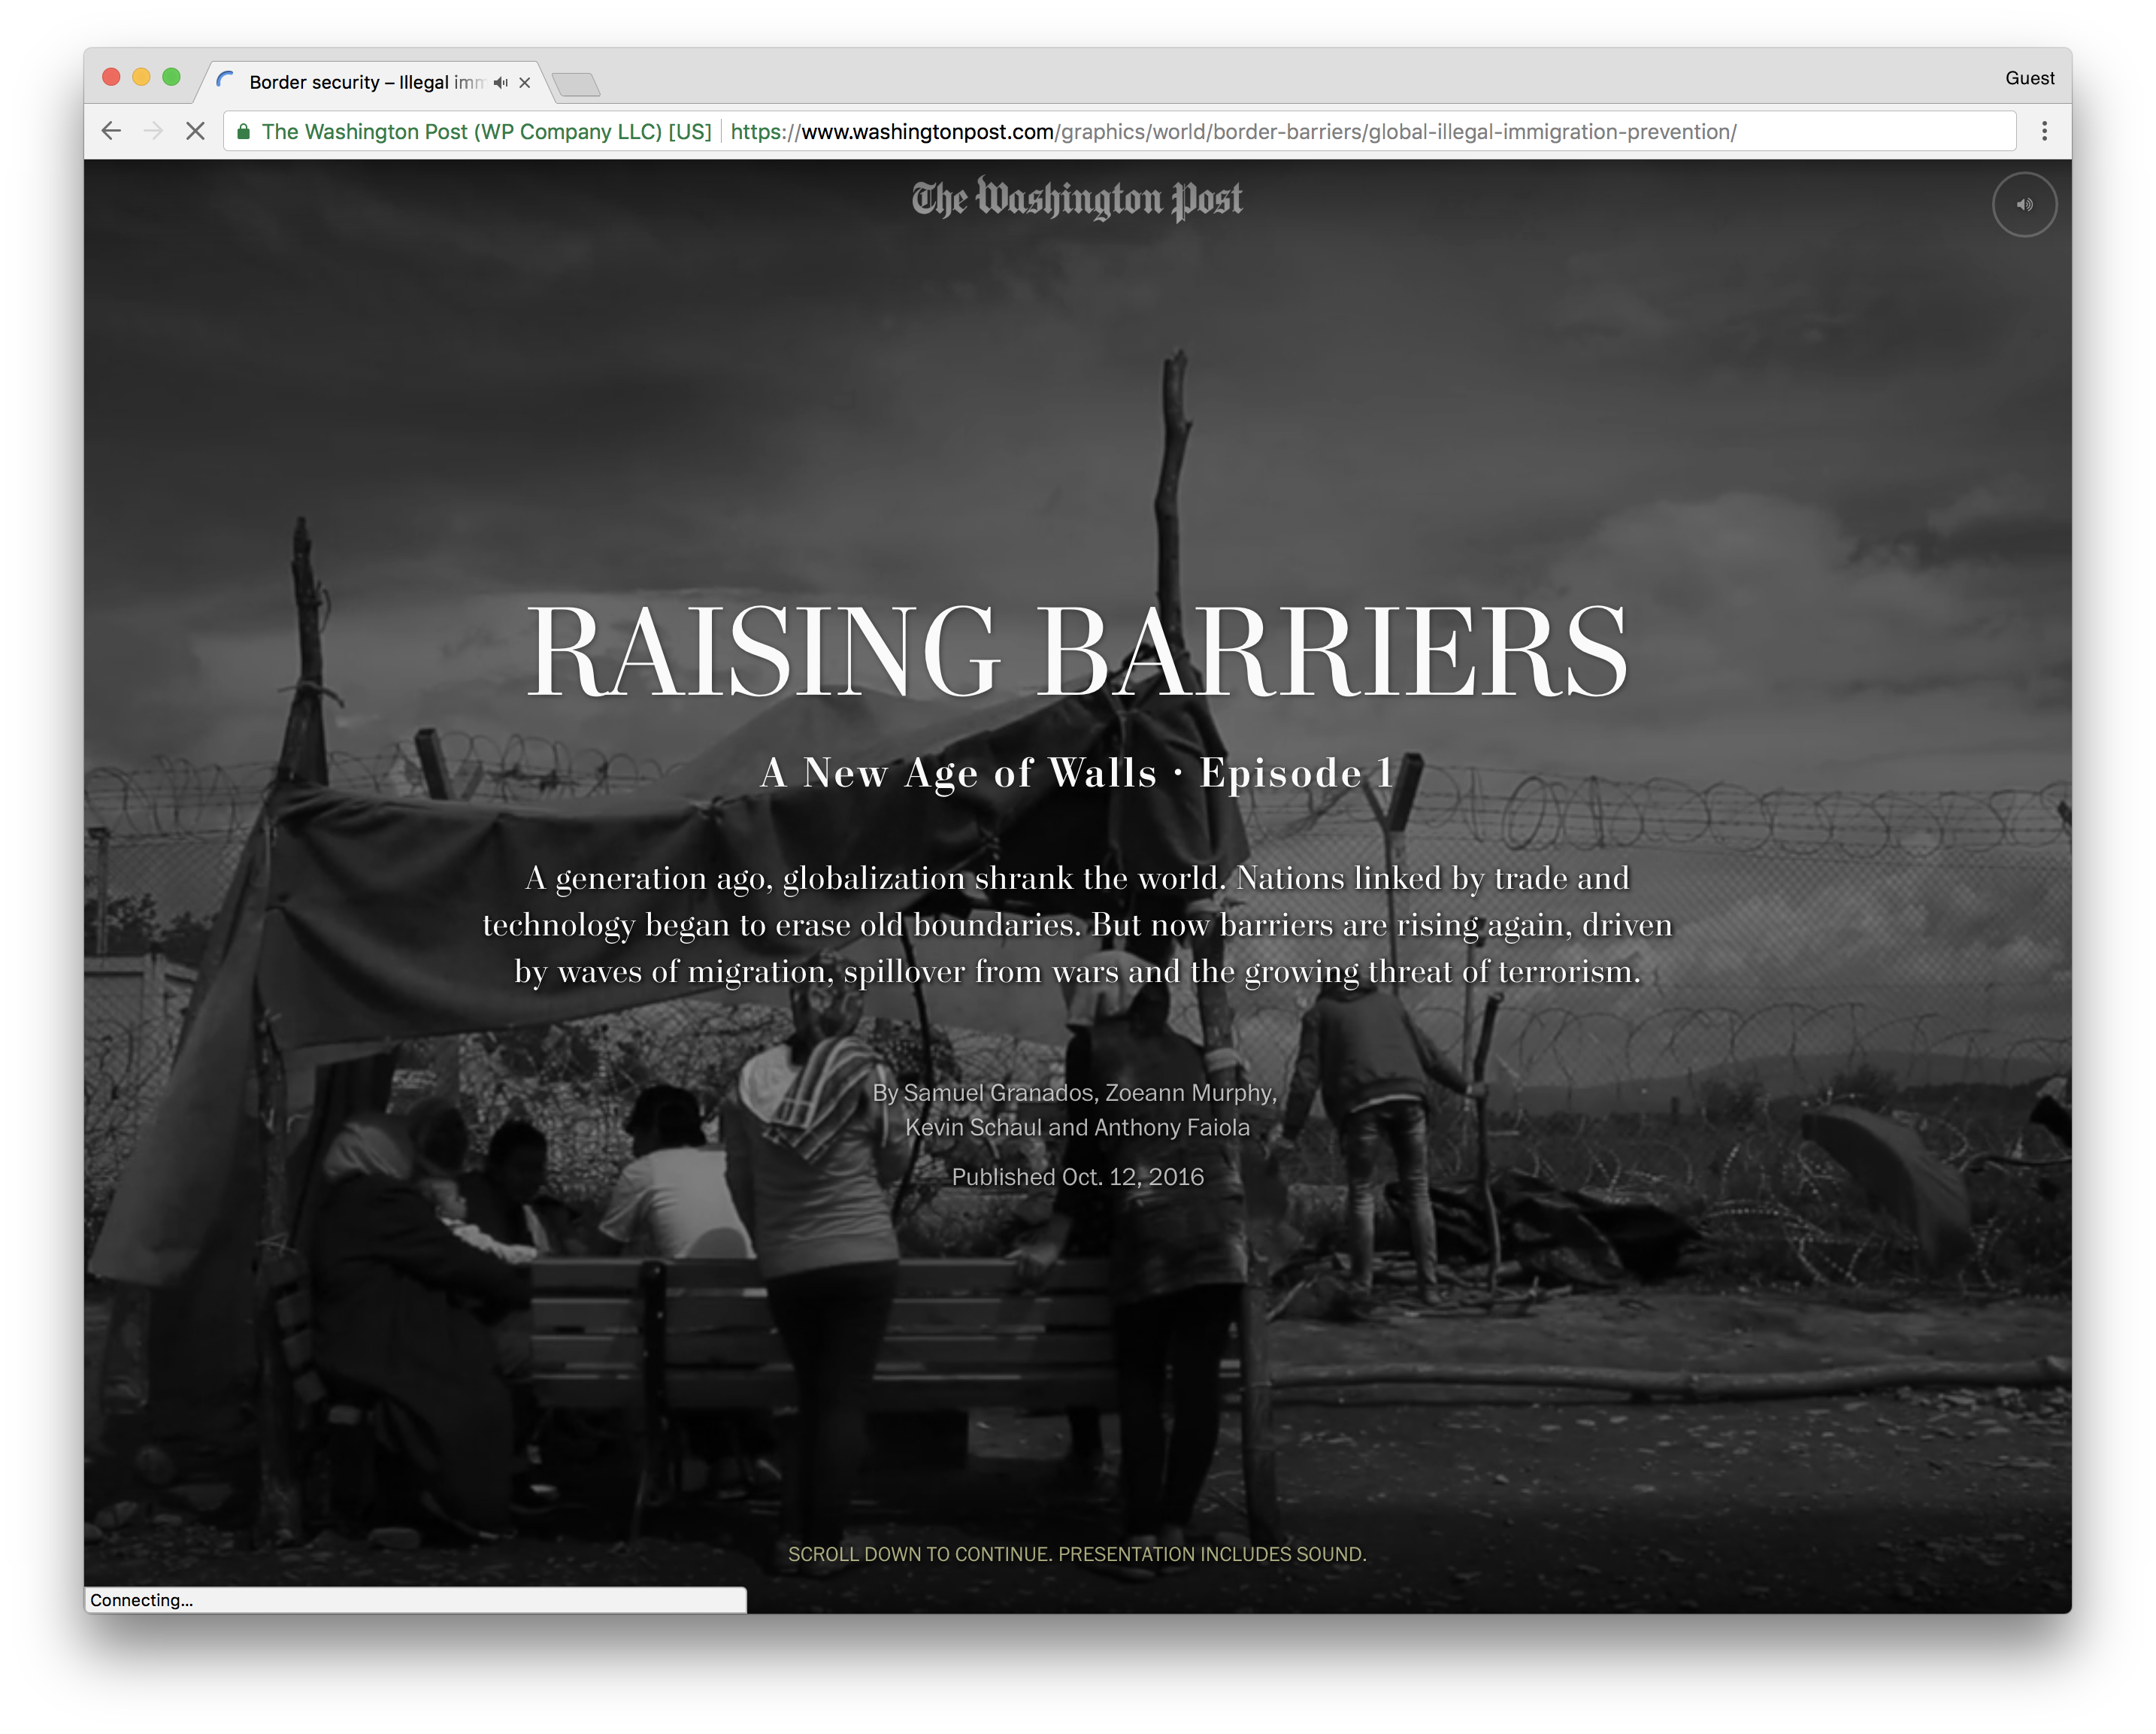 Border security – Illegal imm
Guest
The Washington Post (WP Company LLC) [US]
https://www.washingtonpost.com/graphics/world/border-barriers/global-illegal-immigration-prevention/
The Washington Post
RAISING BARRIERS
A New Age of Walls · Episode 1
A generation ago, globalization shrank the world. Nations linked by trade and
technology began to erase old boundaries. But now barriers are rising again, driven
by waves of migration, spillover from wars and the growing threat of terrorism.
By Samuel Granados, Zoeann Murphy,
Kevin Schaul and Anthony Faiola
Published Oct. 12, 2016
SCROLL DOWN TO CONTINUE. PRESENTATION INCLUDES SOUND.
Connecting...